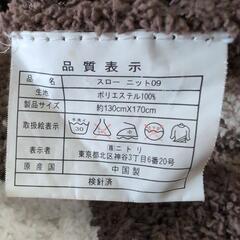 品質表示
品名 スロー ニット09
生地 ポリエステル100%
製品サイズ 約130cmX170cm
取扱絵表示 30
表示者 ㈱ニトリ
東京都北区神谷3丁目6番20号
原産国 中国製
検針済